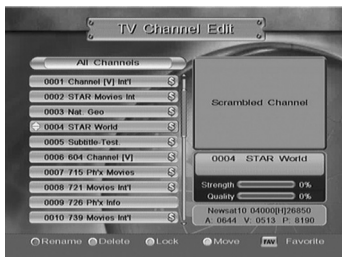 TV Channel Edit
All Channels
0001 Channel [V] Int'l
0002 STAR Movies Int
0003 Nat Geo
0004 STAR World
0005 Subtitle-Test.
0006 604 Channel [V]
0007 715 Ph'x Movies
0008 721 Movies Int'l
0009 726 Ph'x Info
0010 739 Movies Int'l
Scrambled Channel
0004 STAR World
Strength 0%
Quality 0%
Newsat10 04000[H]26850
A: 0644 V: 0513 P: 8190
Rename Delete Lock Move FAV Favorite